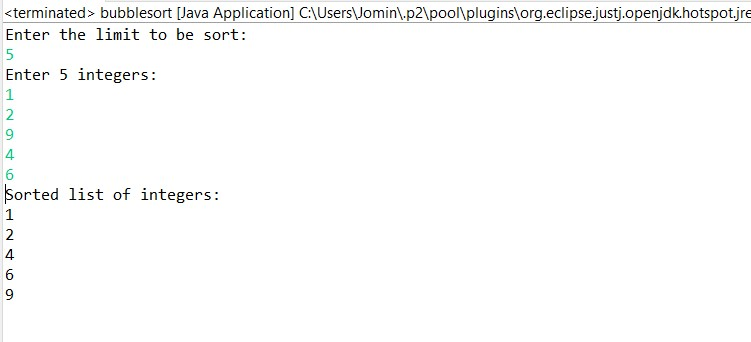 <terminated> bubblesort [Java Application] C:\Users\Jomin\.p2\pool\plugins\org.eclipse.justj.openjdk.hotspot.jre
Enter the limit to be sort:
5
Enter 5 integers:
1
2
9
4
6
Sorted list of integers:
1
2
4
6
9